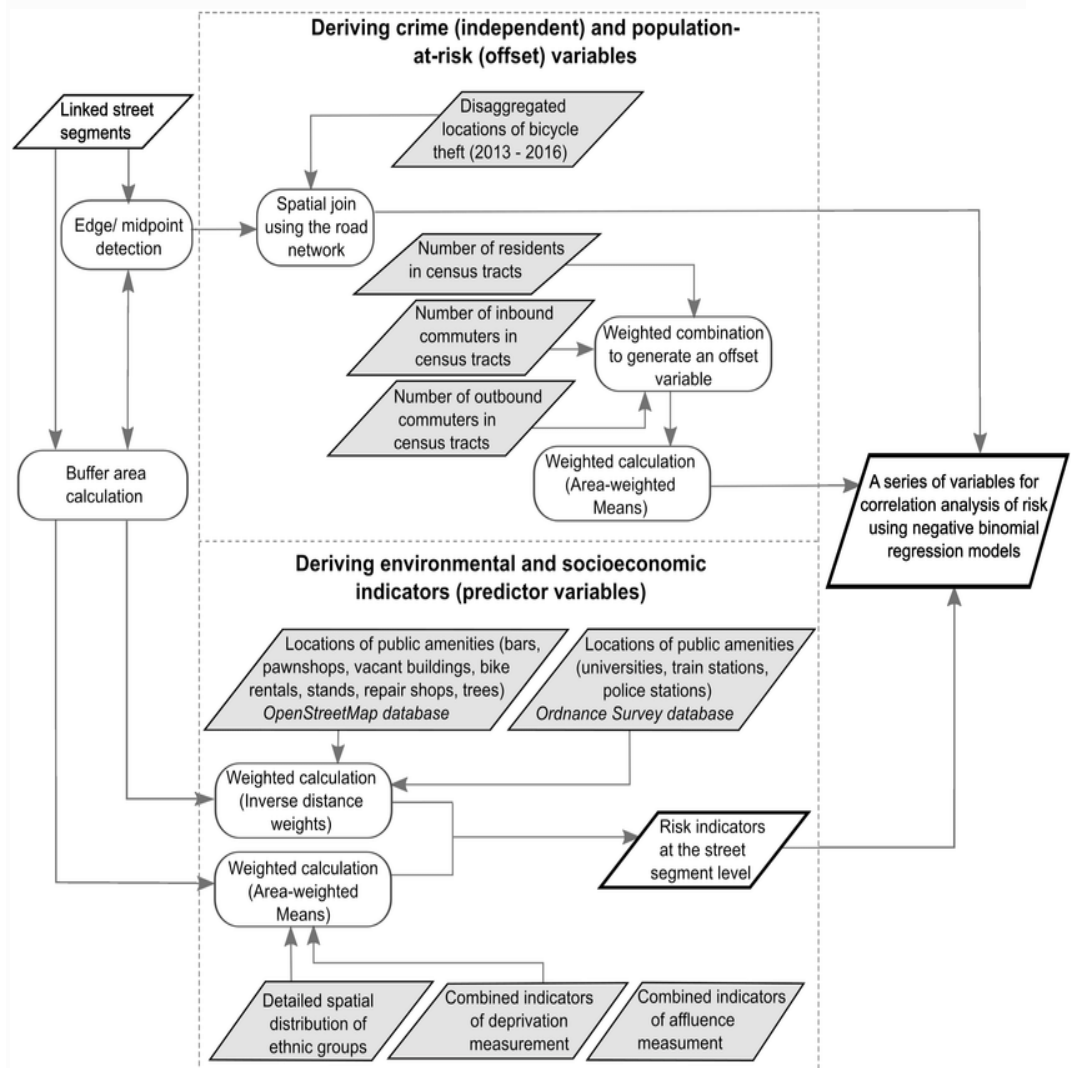 Deriving crime (independent) and population-
at-risk (offset) variables
Linked street
segments
Disaggregated
locations of bicycle
theft (2013 - 2016)
Edge/ midpoint
detection
Spatial join
using the road
network
Number of residents
in census tracts
Number of inbound
commuters in
census tracts
Weighted combination
to generate an offset
variable
Number of outbound
commuters in
census tracts
Buffer area
calculation
Weighted calculation
(Area-weighted
Means)
A series of variables for
correlation analysis of risk
using negative binomial
regression models
Deriving environmental and socioeconomic
indicators (predictor variables)
Locations of public amenities (bars,
pawnshops, vacant buildings, bike
rentals, stands, repair shops, trees)
OpenStreetMap database
Locations of public amenities
(universities, train stations,
police stations)
Ordnance Survey database
Weighted calculation
(Inverse distance
weights)
Risk indicators
at the street
segment level
Weighted calculation
(Area-weighted
Means)
Detailed spatial
distribution of
ethnic groups
Combined indicators
of deprivation
measurement
Combined indicators
of affluence
measument